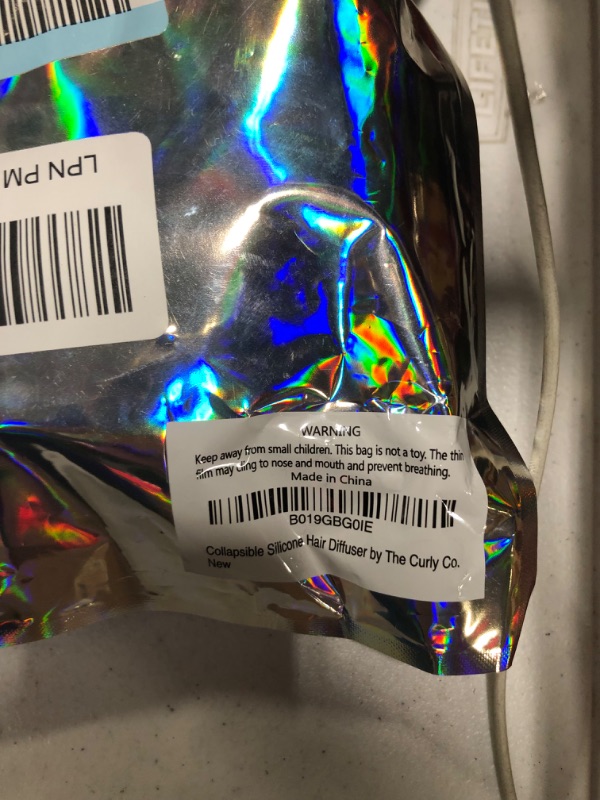 LPN PM
WARNING
Keep away from small children. This bag is not a toy. The thin
film may cling to nose and mouth and prevent breathing.
Made in China
B019GBG0IE
Collapsible Silicone Hair Diffuser by The Curly Co.
New
LIFETI